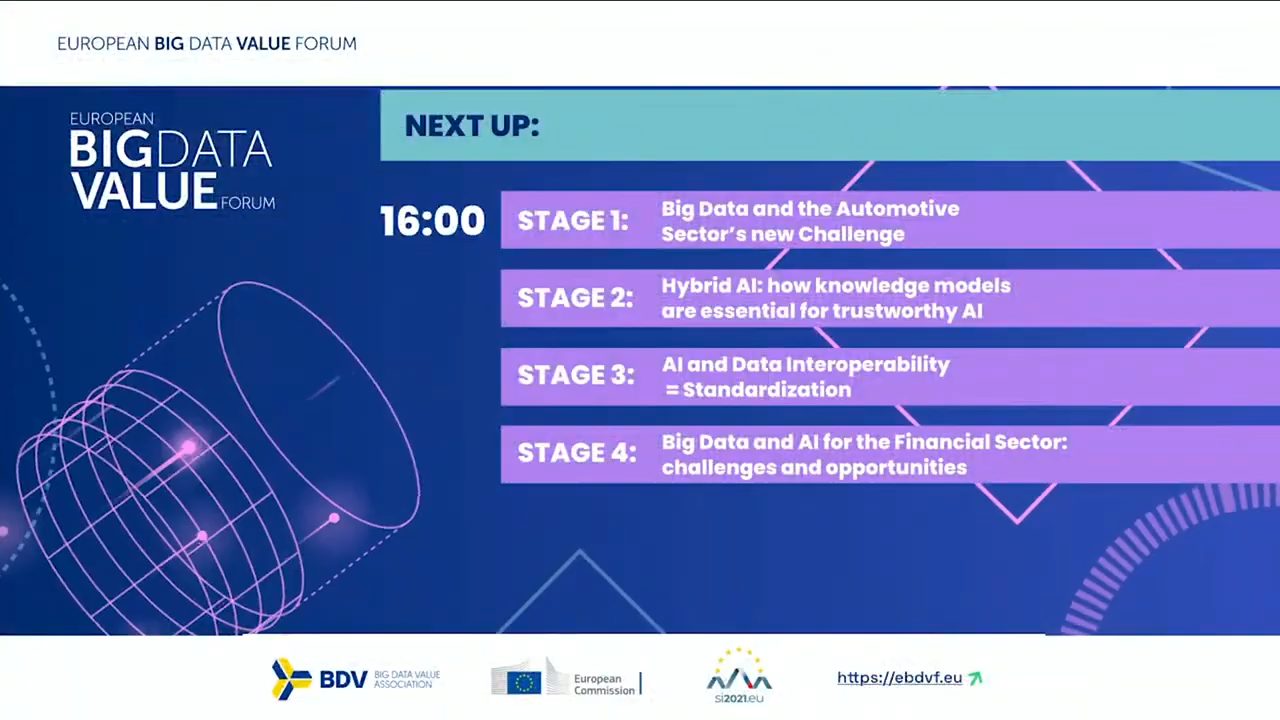 EUROPEAN BIG DATA VALUE FORUM
EUROPEAN
BIGDATA
VALUE FORUM
NEXT UP:
16:00
STAGE 1:
Big Data and the Automotive
Sector's new Challenge
STAGE 2:
Hybrid AI: how knowledge models
are essential for trustworthy AI
STAGE 3:
AI and Data Interoperability
= Standardization
STAGE 4:
Big Data and AI for the Financial Sector:
challenges and opportunities
BDV
BIG DATA VALUE
ASSOCIATION
European
Commission
si2021.eu
https://ebdvf.eu